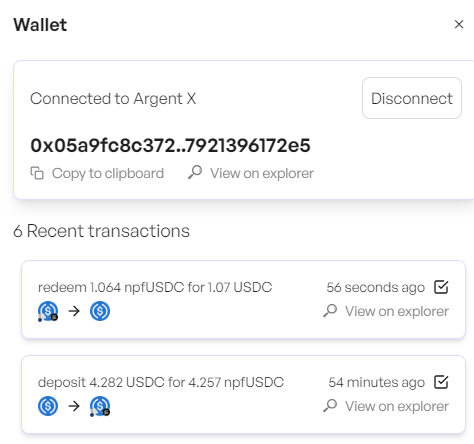 Wallet
Connected to Argent X
Disconnect
0x05a9fc8c372..7921396172e5
Copy to clipboard
View on explorer
6 Recent transactions
redeem 1.064 npfUSDC for 1.07 USDC
56 seconds ago
View on explorer
deposit 4.282 USDC for 4.257 npfUSDC
54 minutes ago
View on explorer